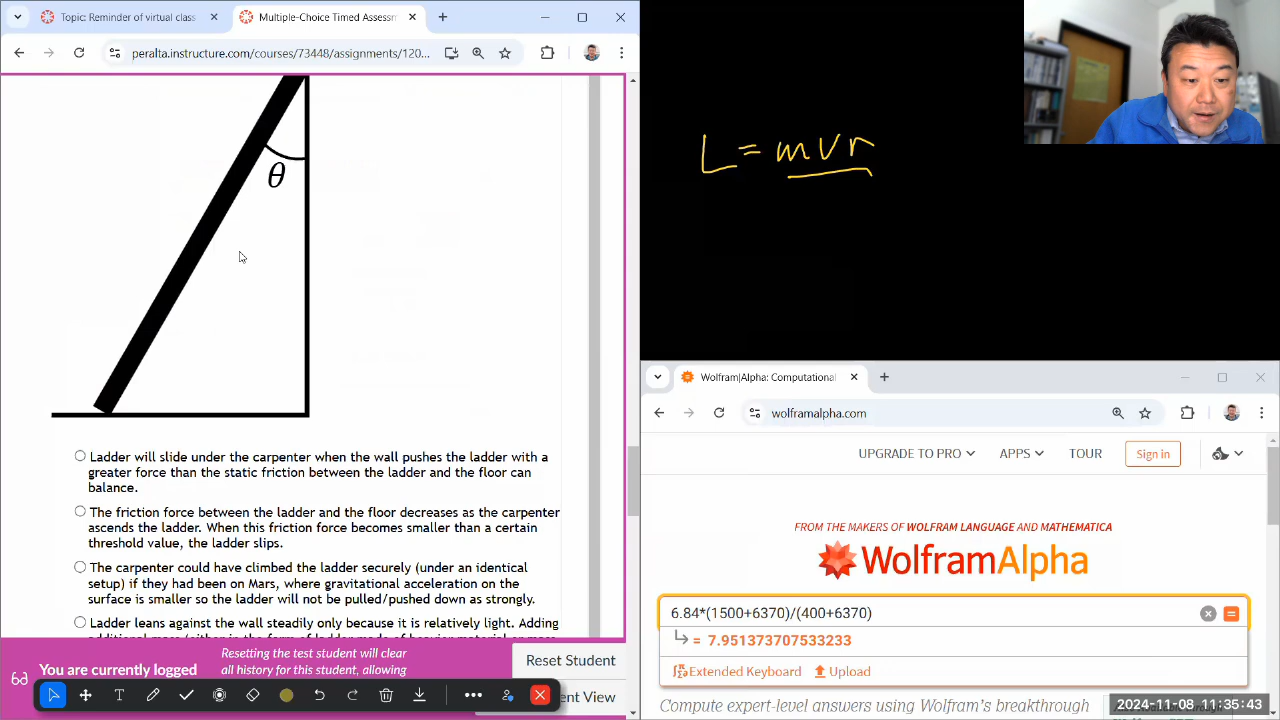 Topic: Reminder of virtual class
Multiple-Choice Timed Assessm
peralta.instructure.com/courses/73448/assignments/120...
θ
Ladder will slide under the carpenter when the wall pushes the ladder with a
greater force than the static friction between the ladder and the floor can
balance.
The friction force between the ladder and the floor decreases as the carpenter
ascends the ladder. When this friction force becomes smaller than a certain
threshold value, the ladder slips.
The carpenter could have climbed the ladder securely (under an identical
setup) if they had been on Mars, where gravitational acceleration on the
surface is smaller so the ladder will not be pulled/pushed down as strongly.
Ladder leans against the wall steadily only because it is relatively light. Adding
You are currently logged
Resetting the test student will clear
all history for this student, allowing
Reset Student
ent View
L = mvr
Wolfram|Alpha: Computational
wolframalpha.com
UPGRADE TO PRO
APPS
TOUR
Sign in
FROM THE MAKERS OF WOLFRAM LANGUAGE AND MATHEMATICA
WolframAlpha
6.84*(1500+6370)/(400+6370)
= 7.951373707533233
Extended Keyboard
Upload
Compute expert-level answers using Wolfram's breakthrough
2024-11-08 11:35:43